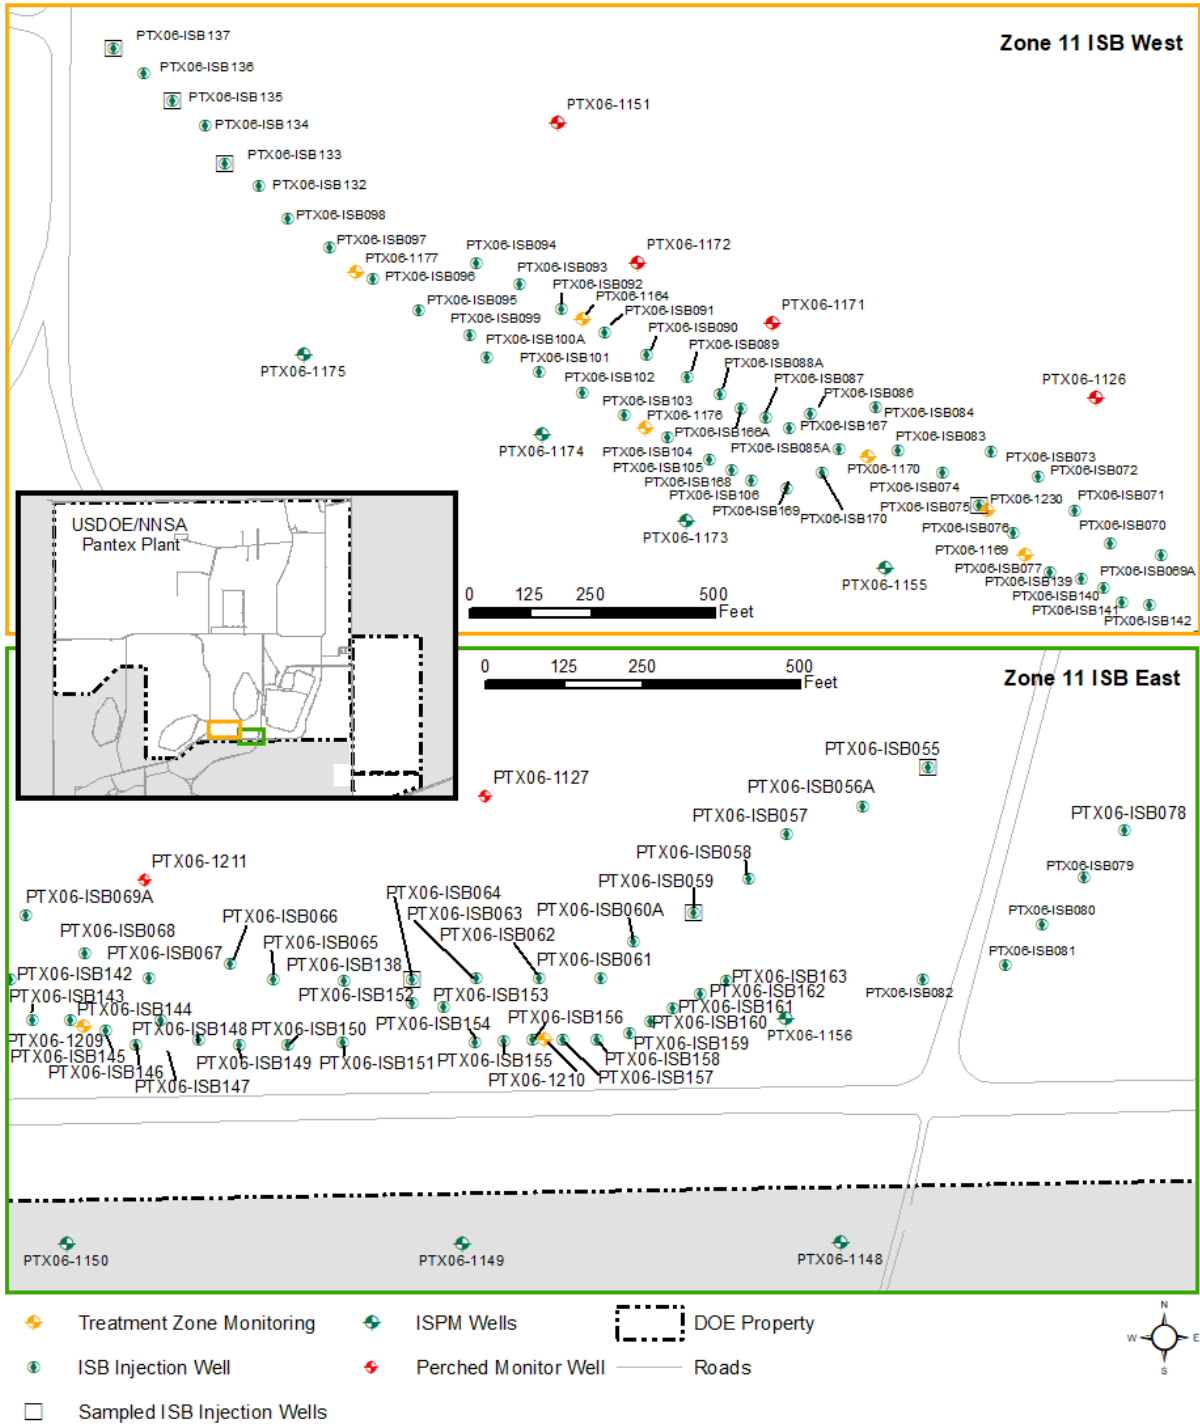 Zone 11 ISB West
PTX06-ISB137
PTX06-ISB136
PTX06-ISB135
PTX06-ISB134
PTX06-1151
PTX06-ISB133
PTX06-ISB132
PTX06-ISB098
PTX06-ISB097
PTX06-1177
PTX06-ISB096
PTX06-ISB094
PTX06-1172
PTX06-ISB093
PTX06-ISB092
PTX06-1164
PTX06-ISB095
PTX06-ISB091
PTX06-1171
PTX06-ISB099
PTX06-ISB090
PTX06-ISB100A
PTX06-ISB089
PTX06-ISB101
PTX06-ISB088A
PTX06-1175
PTX06-ISB102
PTX06-ISB087
PTX06-1126
PTX06-ISB086
PTX06-ISB103
PTX06-1176
PTX06-ISB084
PTX06-ISB167
PTX06-ISB166A
PTX06-ISB083
PTX06-1174
PTX06-ISB104
PTX06-ISB085A
PTX06-ISB073
PTX06-ISB105
PTX06-1170
PTX06-ISB072
PTX06-ISB168
PTX06-ISB074
PTX06-ISB106
PTX06-1230
PTX06-ISB071
PTX06-ISB075
PTX06-ISB169
PTX06-ISB170
PTX06-ISB070
PTX06-ISB076
PTX06-1173
PTX06-1169
PTX06-ISB077
PTX06-ISB069A
PTX06-1155
PTX06-ISB139
PTX06-ISB140
PTX06-ISB141
PTX06-ISB142
0 125 250 500
Feet
USDOE/NNSA
Pantex Plant
0 125 250 500
Feet
Zone 11 ISB East
PTX06-ISB055
PTX06-1127
PTX06-ISB056A
PTX06-ISB057
PTX06-ISB078
PTX06-ISB058
PTX06-1211
PTX06-ISB079
PTX06-ISB064
PTX06-ISB059
PTX06-ISB069A
PTX06-ISB066
PTX06-ISB063
PTX06-ISB060A
PTX06-ISB080
PTX06-ISB068
PTX06-ISB062
PTX06-ISB065
PTX06-ISB067
PTX06-ISB081
PTX06-ISB138
PTX06-ISB061
PTX06-ISB142
PTX06-ISB163
PTX06-ISB082
PTX06-ISB143
PTX06-ISB152
PTX06-ISB153
PTX06-ISB162
PTX06-ISB144
PTX06-ISB161
PTX06-ISB156
PTX06-ISB160
PTX06-1156
PTX06-1209
PTX06-ISB148
PTX06-ISB150
PTX06-ISB154
PTX06-ISB159
PTX06-ISB145
PTX06-ISB149
PTX06-ISB151
PTX06-ISB155
PTX06-ISB158
PTX06-ISB146
PTX06-ISB147
PTX06-1210
PTX06-ISB157
PTX06-1150
PTX06-1149
PTX06-1148
Treatment Zone Monitoring
ISPM Wells
DOE Property
ISB Injection Well
Perched Monitor Well
Roads
Sampled ISB Injection Wells
N
W E
S